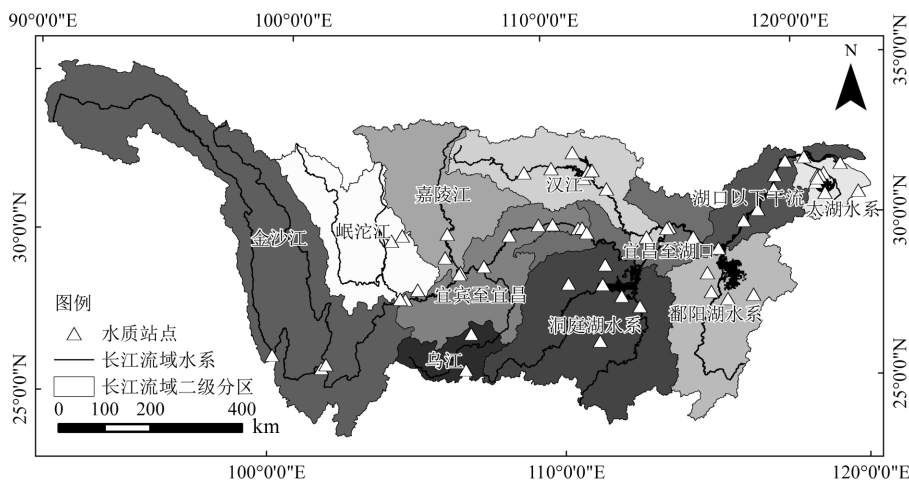 90°0'0"E 100°0'0"E 110°0'0"E 120°0'0"E
35°0'0"N
N
汉江
嘉陵江
湖口以下干流
太湖水系
30°0'0"N
金沙江
岷沱江
宜昌至湖口
30°0'0"N
宜宾至宜昌
图例
水质站点
洞庭湖水系
鄱阳湖水系
长江流域水系
乌江
长江流域二级分区
25°0'0"N
0 100 200 400
km
25°0'0"N
100°0'0"E 110°0'0"E 120°0'0"E